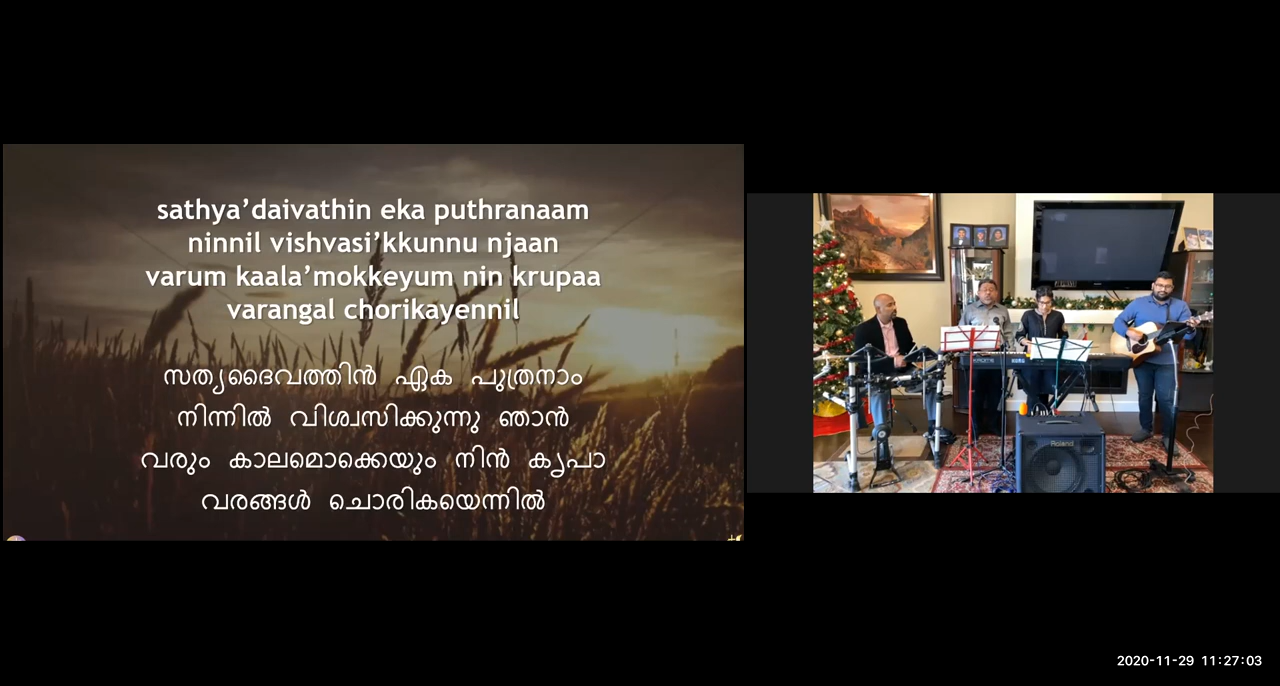 sathya’daivathin eka puthranaam
ninnil vishvasi’kkunnu njaan
varum kaala’mokkeyum nin krupaa
varangal chorikayennil
സത്യദൈവത്തിൻ ഏക പുത്രനാം
നിന്നിൽ വിശ്വസിക്കുന്നു ഞാൻ
വരും കാലമൊക്കെയും നിൻ കൃപാ
വരങ്ങൾ ചൊരികയെന്നിൽ
Roland
2020-11-29 11:27:03